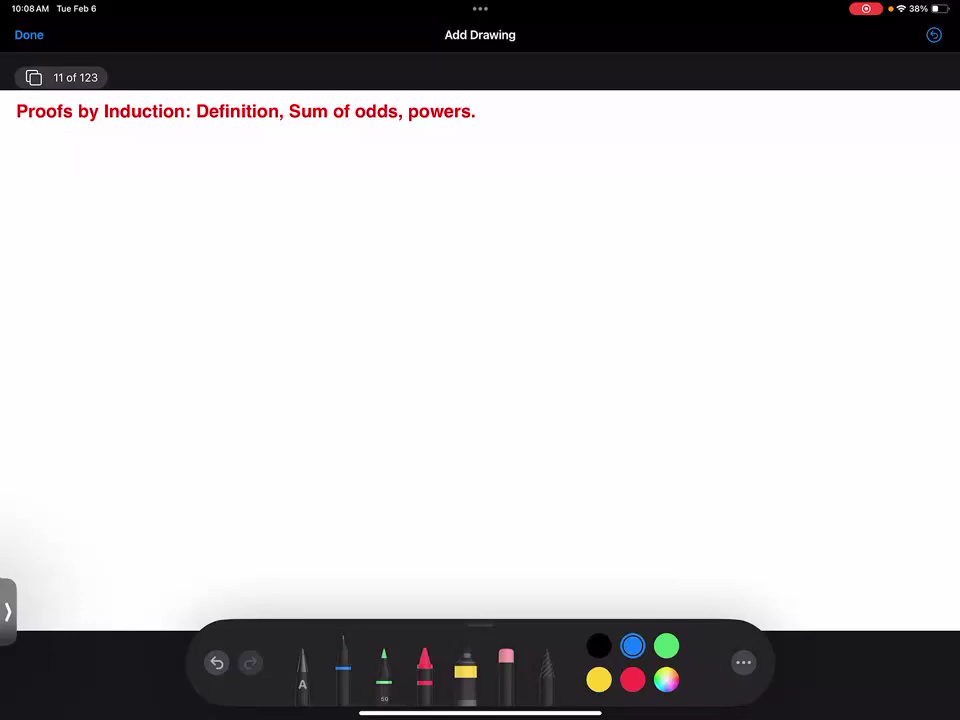 10:08 AM Tue Feb 6
38%
Done
Add Drawing
11 of 123
Proofs by Induction: Definition, Sum of odds, powers.
A
50